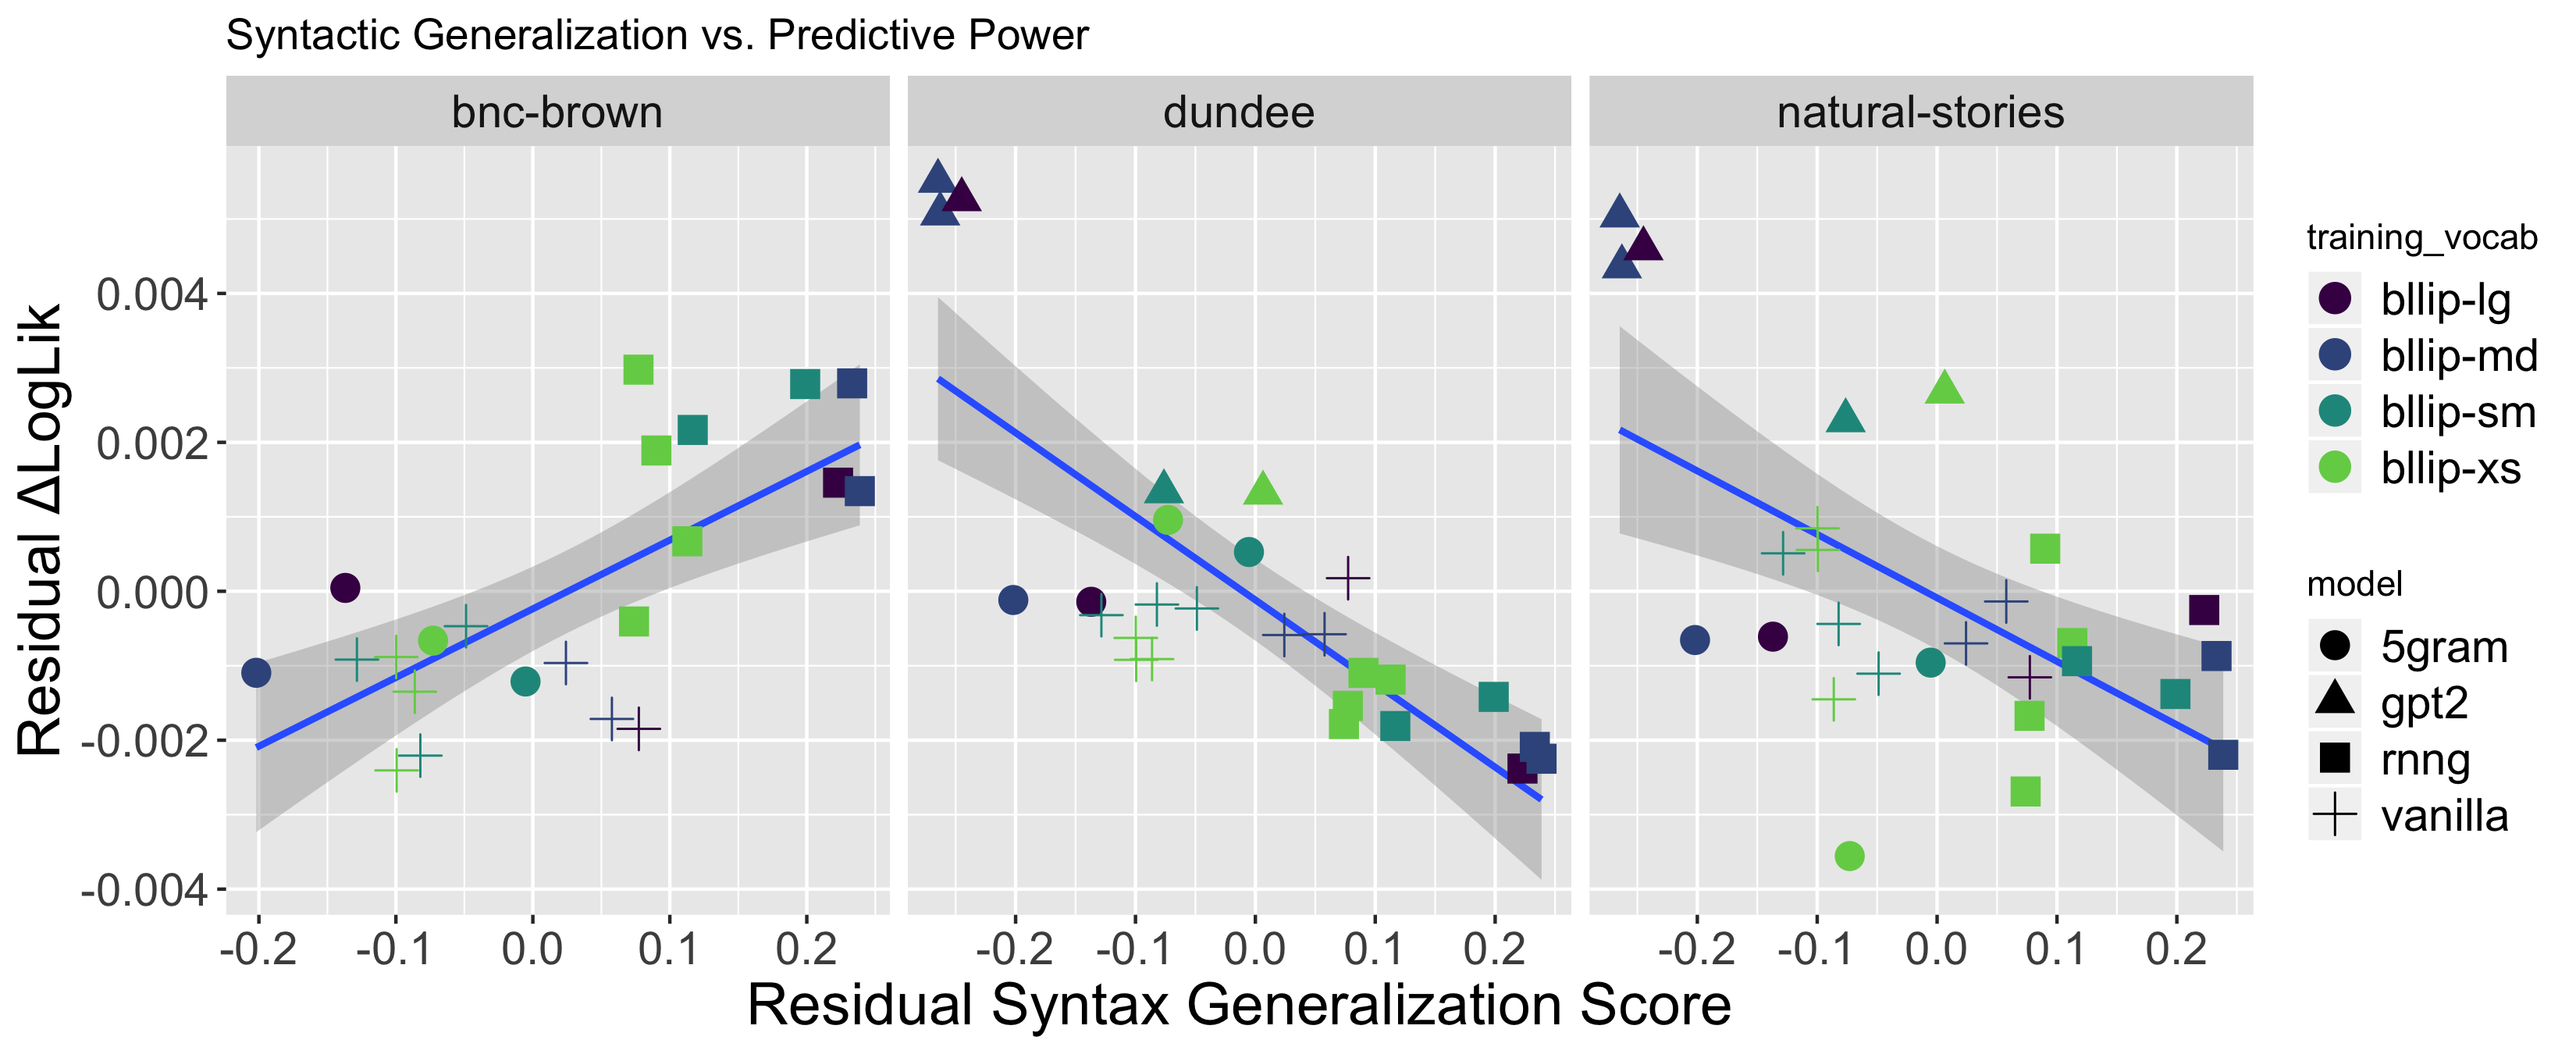 Syntactic Generalization vs. Predictive Power
bnc-brown
dundee
natural-stories
Residual ΔLogLik
0.004
0.002
0.000
-0.002
-0.004
-0.2 -0.1 0.0 0.1 0.2
-0.2 -0.1 0.0 0.1 0.2
-0.2 -0.1 0.0 0.1 0.2
Residual Syntax Generalization Score
training_vocab
bllip-lg
bllip-md
bllip-sm
bllip-xs
model
5gram
gpt2
rnng
vanilla